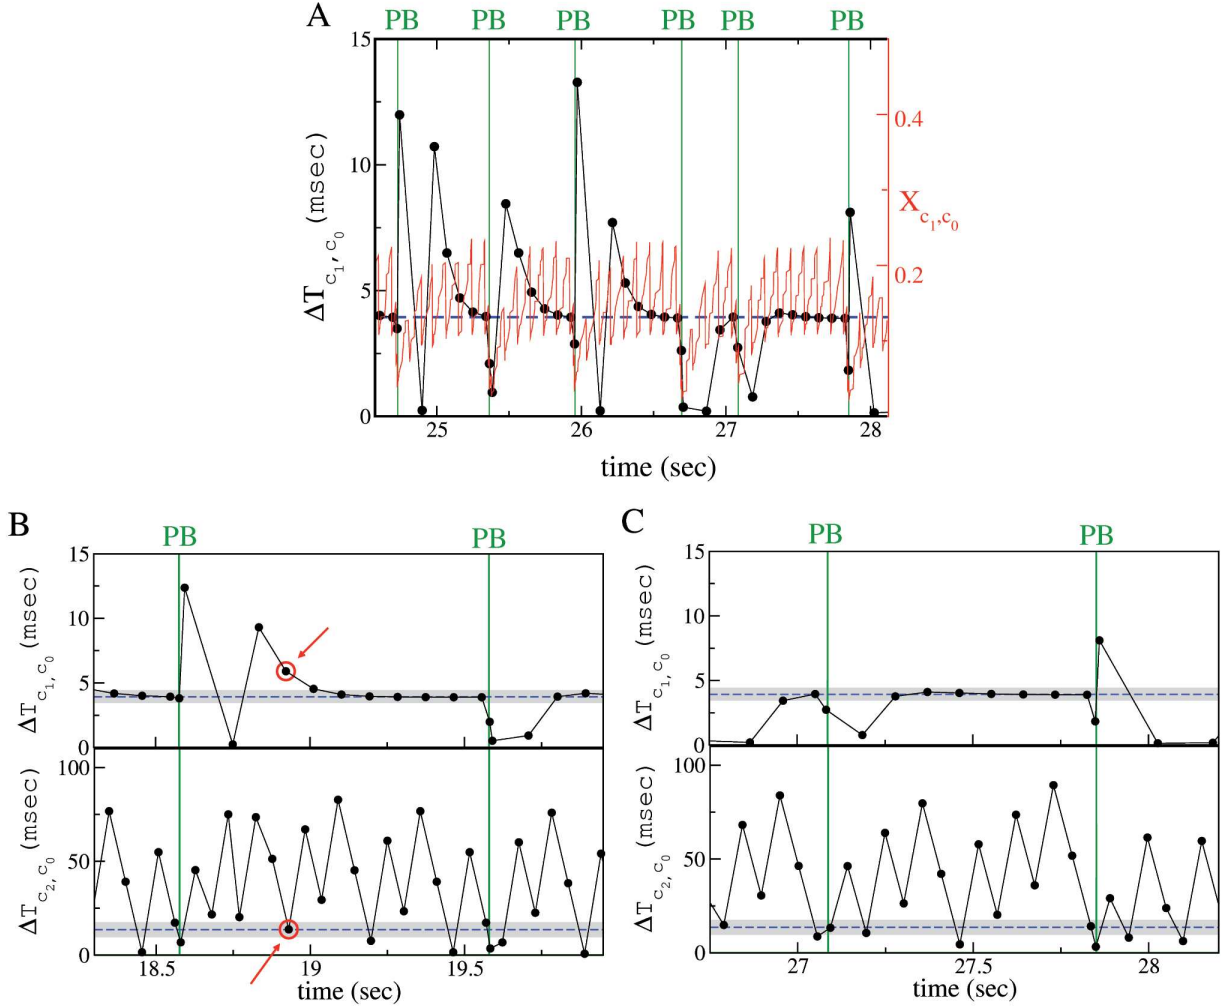 A
PB PB PB PB PB PB
15
10
5
0
ΔT c₁, c₀ (msec)
0.4
0.2
X c₁,c₀
25 26 27 28
time (sec)
B
PB PB
15
10
5
0
ΔT c₁, c₀ (msec)
100
50
0
ΔT c₂, c₀ (msec)
18.5 19 19.5
time (sec)
C
PB PB
15
10
5
0
ΔT c₁, c₀ (msec)
100
50
0
ΔT c₂, c₀ (msec)
27 27.5 28
time (sec)